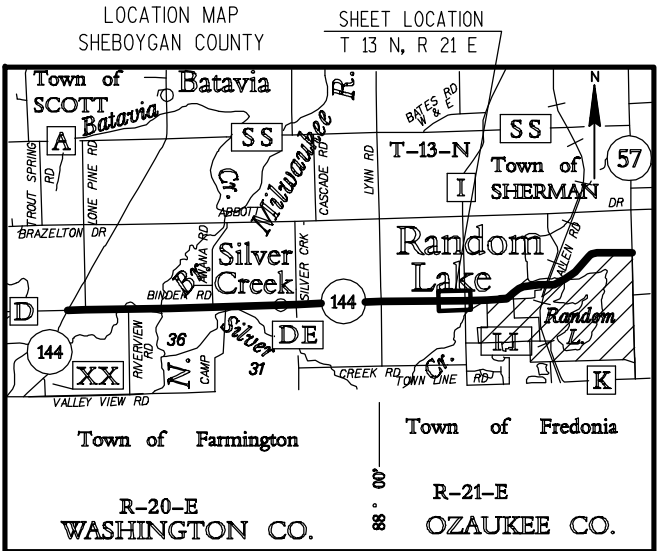 LOCATION MAP
SHEBOYGAN COUNTY
SHEET LOCATION
T 13 N, R 21 E
Town of
SCOTT
Batavia
Batavia
R.
BATES RD
W & E
N
A
SS
SS
57
T-13-N
Town of
SHERMAN
TROUT SPRING
RD
LONE PINE RD
Cr.
Milwaukee
CASCADE RD
LYNN RD
I
ABBOTT
DR
BRAZELTON DR
Silver
Creek
SILVER CRK
Random
Lake
ALLEN RD
Br.
BINDER RD
D
144
144
Random
L.
RIVERVIEW
RD
36
Silver
DE
XX
N.
CAMP
31
CREEK RD
Cr.
TOWN LINE
RD
K
VALLEY VIEW RD
Town of Farmington
Town of Fredonia
88° 00'
R-20-E
R-21-E
WASHINGTON CO.
OZAUKEE CO.